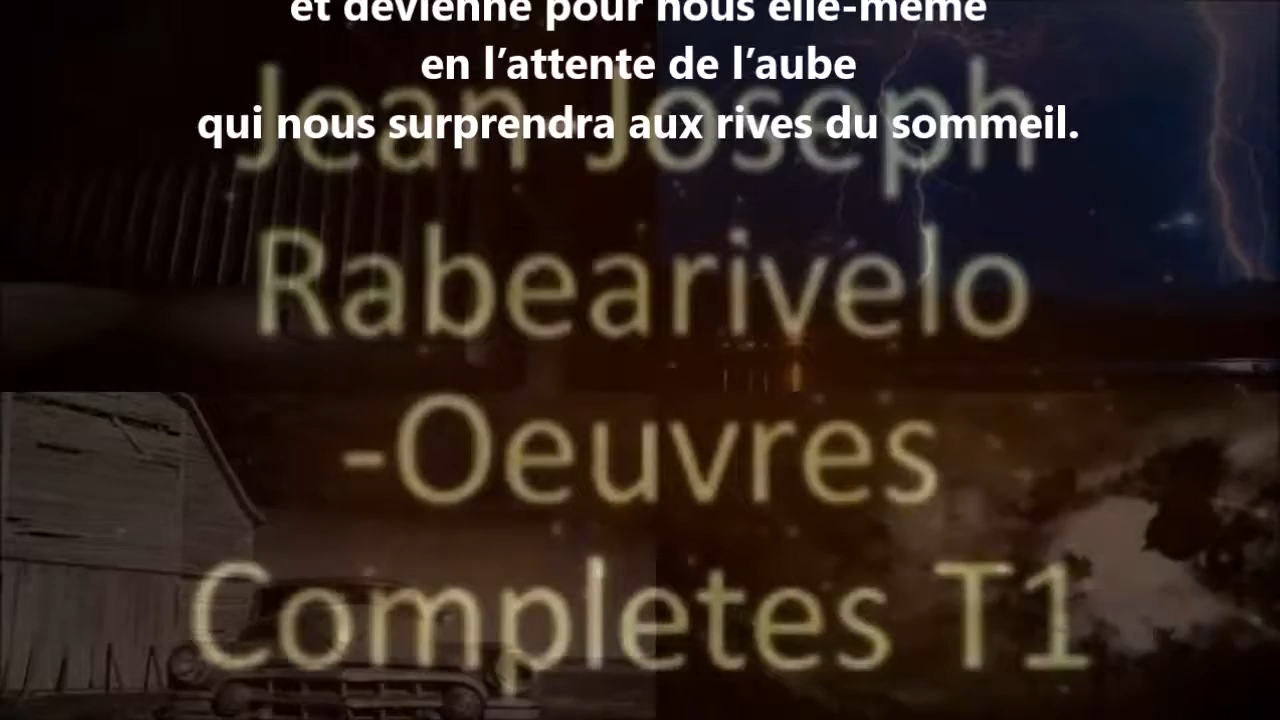 et devienne pour nous elle-même
en l’attente de l’aube
qui nous surprendra aux rives du sommeil.
Jean Joseph
Rabearivelo
-Oeuvres
Completes T1